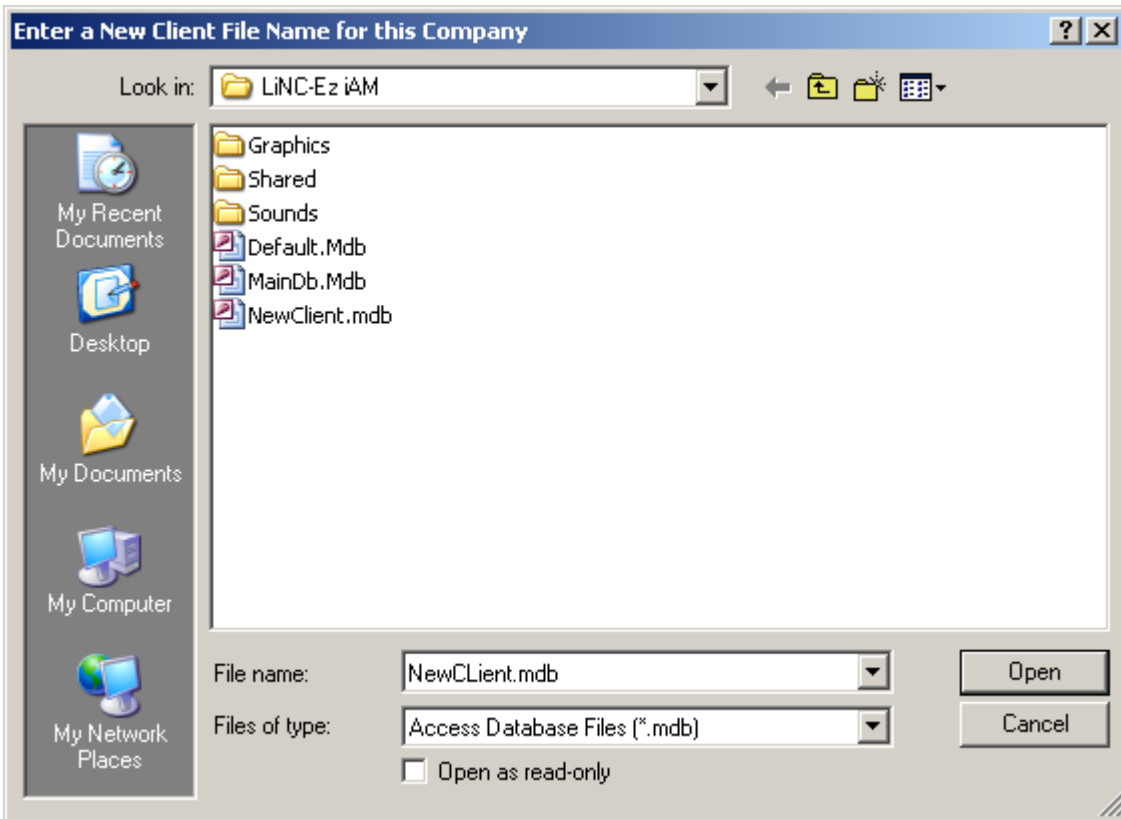 Enter a New Client File Name for this Company
Look in:
LiNC-Ez iAM
My Recent
Documents
Desktop
My Documents
My Computer
My Network
Places
Graphics
Shared
Sounds
Default.Mdb
MainDb.Mdb
NewClient.mdb
File name:
NewCLient.mdb
Open
Files of type:
Access Database Files (*.mdb)
Cancel
Open as read-only